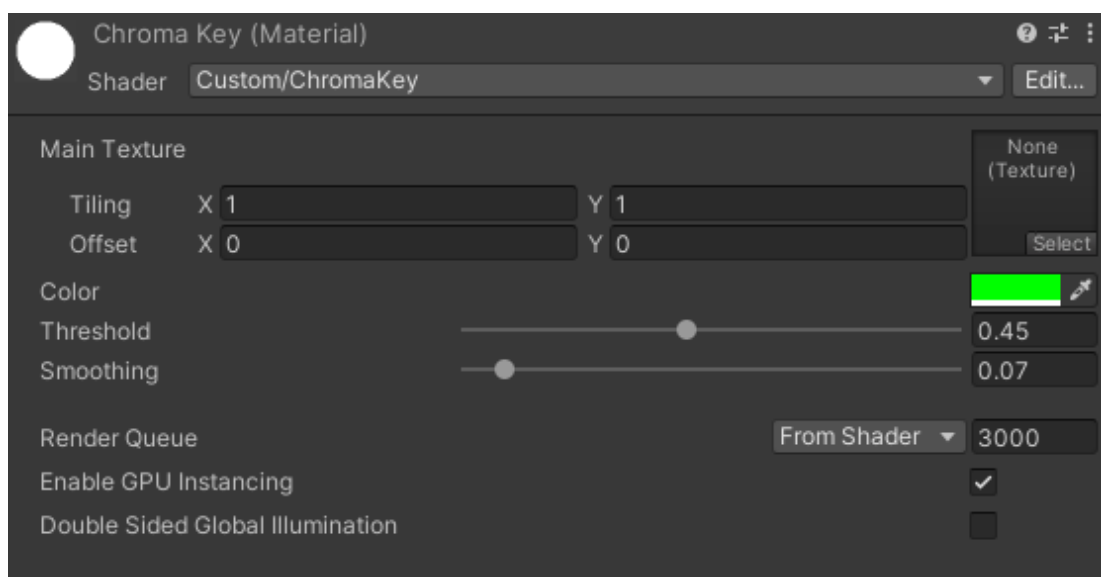 Chroma Key (Material)
Shader Custom/ChromaKey Edit...
Main Texture None
(Texture)
Tiling X 1 Y 1
Offset X 0 Y 0 Select
Color
Threshold 0.45
Smoothing 0.07
Render Queue From Shader 3000
Enable GPU Instancing
Double Sided Global Illumination